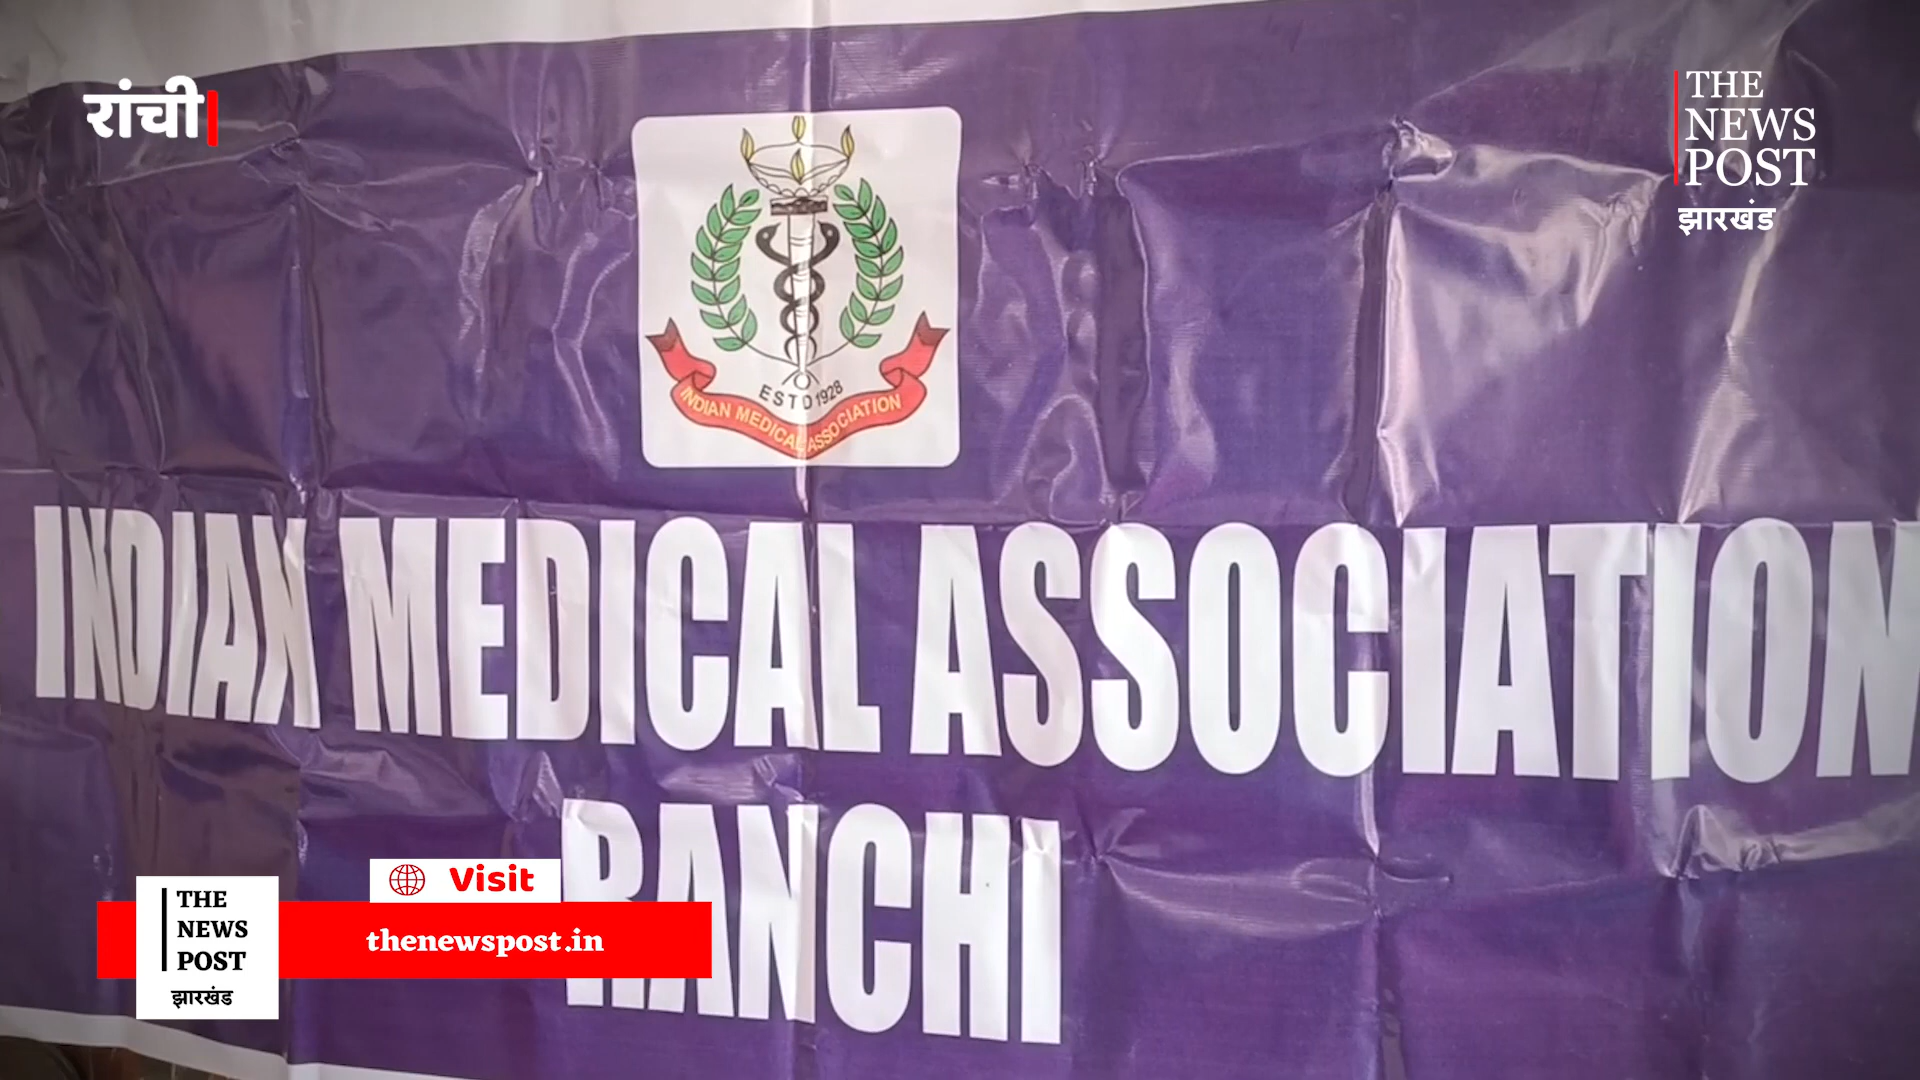 रांची
THE
NEWS
POST
झारखंड
ESTD 1928
INDIAN MEDICAL ASSOCIATION
INDIAN MEDICAL ASSOCIATION
RANCHI
Visit
thenewspost.in
THE
NEWS
POST
झारखंड